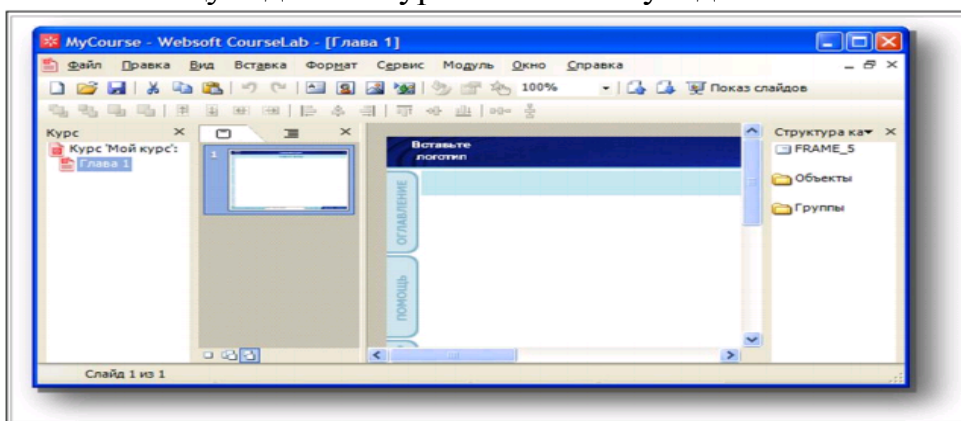 MyCourse - Websoft CourseLab - [Глава 1]
Файл Правка Вид Вставка Формат Сервис Модуль Окно Справка
100% Показ слайдов
Курс
Структура ка
Курс 'Мой курс':
Глава 1
1
Вставьте
логотип
FRAME_5
Объекты
Группы
ОГЛАВЛЕНИЕ
ПОМОЩЬ
Слайд 1 из 1